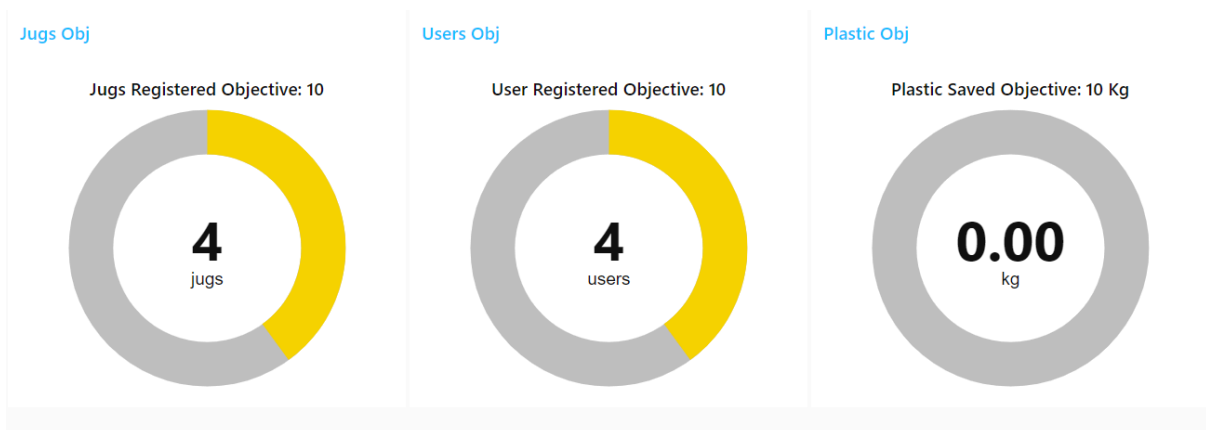 Jugs Obj
Jugs Registered Objective: 10
4
jugs
Users Obj
User Registered Objective: 10
4
users
Plastic Obj
Plastic Saved Objective: 10 Kg
0.00
kg